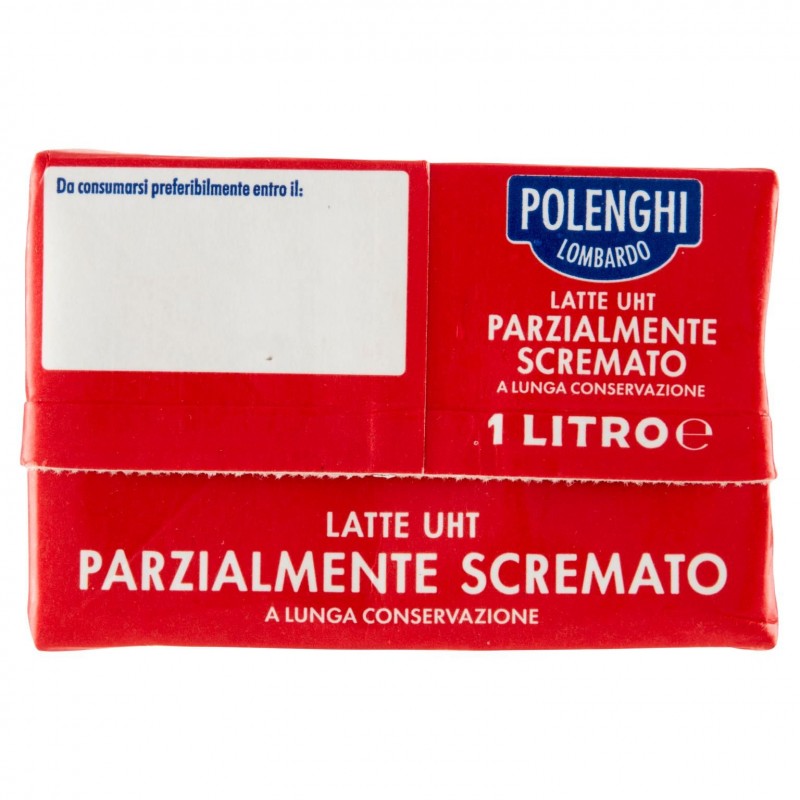 Da consumarsi preferibilmente entro il:
POLENGHI
LOMBARDO
LATTE UHT
PARZIALMENTE
SCREMATO
A LUNGA CONSERVAZIONE
1 LITRO ℮
LATTE UHT
PARZIALMENTE SCREMATO
A LUNGA CONSERVAZIONE